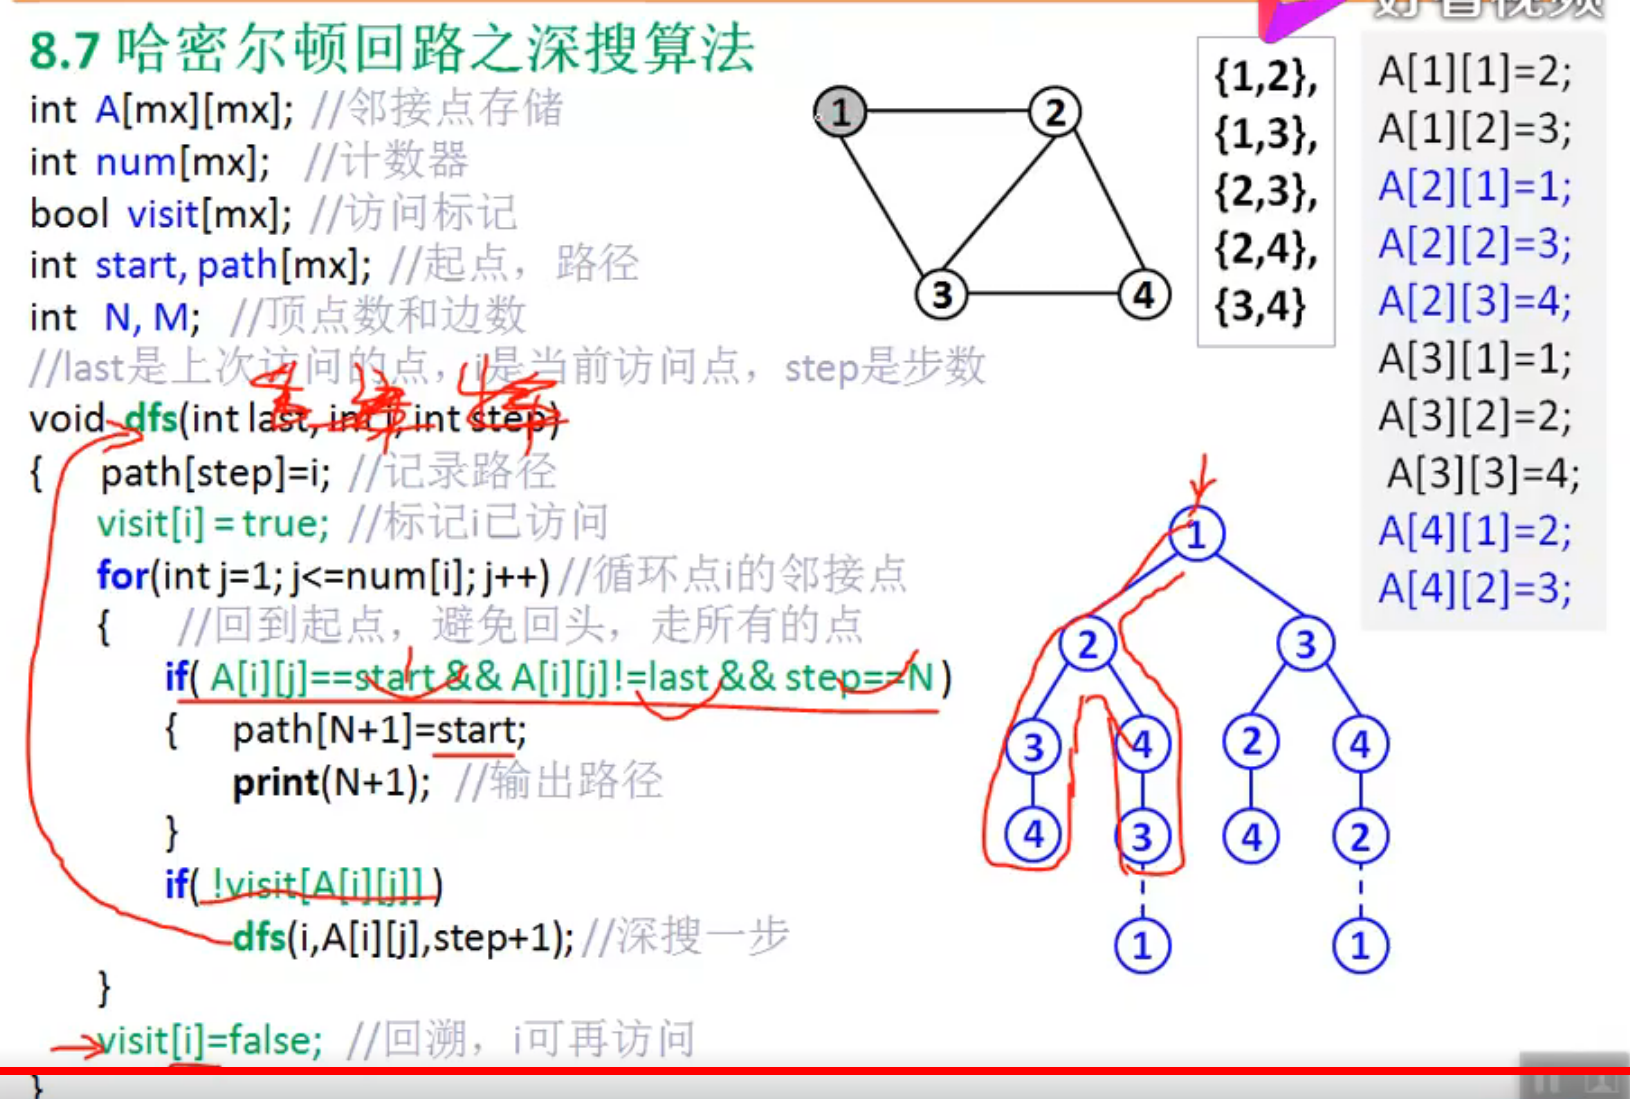 好看视频
8.7 哈密尔顿回路之深搜算法
int A[mx][mx]; //邻接点存储
int num[mx]; //计数器
bool visit[mx]; //访问标记
int start, path[mx]; //起点，路径
int N, M; //顶点数和边数
//last是上次访问的点，i是当前访问点，step是步数
void dfs(int last, int i, int step)
{ path[step]=i; //记录路径
visit[i] = true; //标记i已访问
for(int j=1; j<=num[i]; j++) //循环点i的邻接点
{ //回到起点，避免回头，走所有的点
if( A[i][j]==start && A[i][j]!=last && step==N )
{ path[N+1]=start;
print(N+1); //输出路径
}
if( !visit[A[i][j]] )
dfs(i,A[i][j],step+1); //深搜一步
}
visit[i]=false; //回溯，i可再访问
}
1 2
3 4
{1,2},
{1,3},
{2,3},
{2,4},
{3,4}
A[1][1]=2;
A[1][2]=3;
A[2][1]=1;
A[2][2]=3;
A[2][3]=4;
A[3][1]=1;
A[3][2]=2;
A[3][3]=4;
A[4][1]=2;
A[4][2]=3;
1
2 3
3 4 2 4
4 3 4 2
1 1